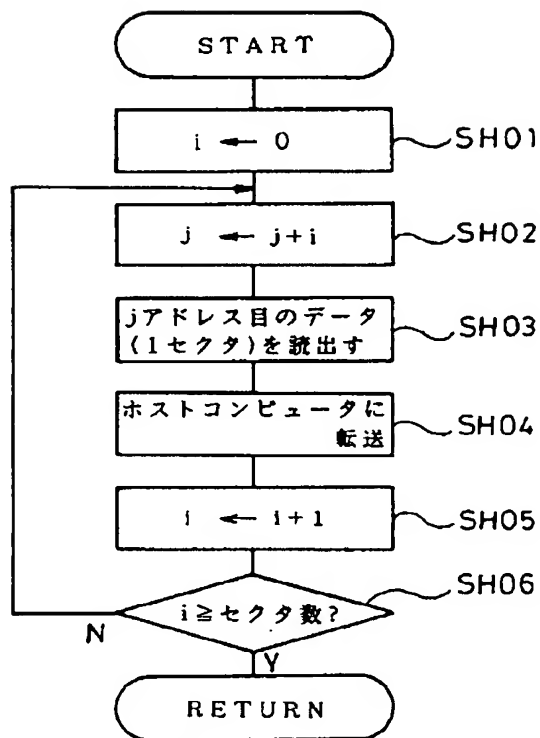 START
i ← 0
SH01
j ← j+i
SH02
jアドレス目のデータ
(1セクタ)を読出す
SH03
ホストコンピュータに
転送
SH04
i ← i+1
SH05
i≧セクタ数?
SH06
N
Y
RETURN